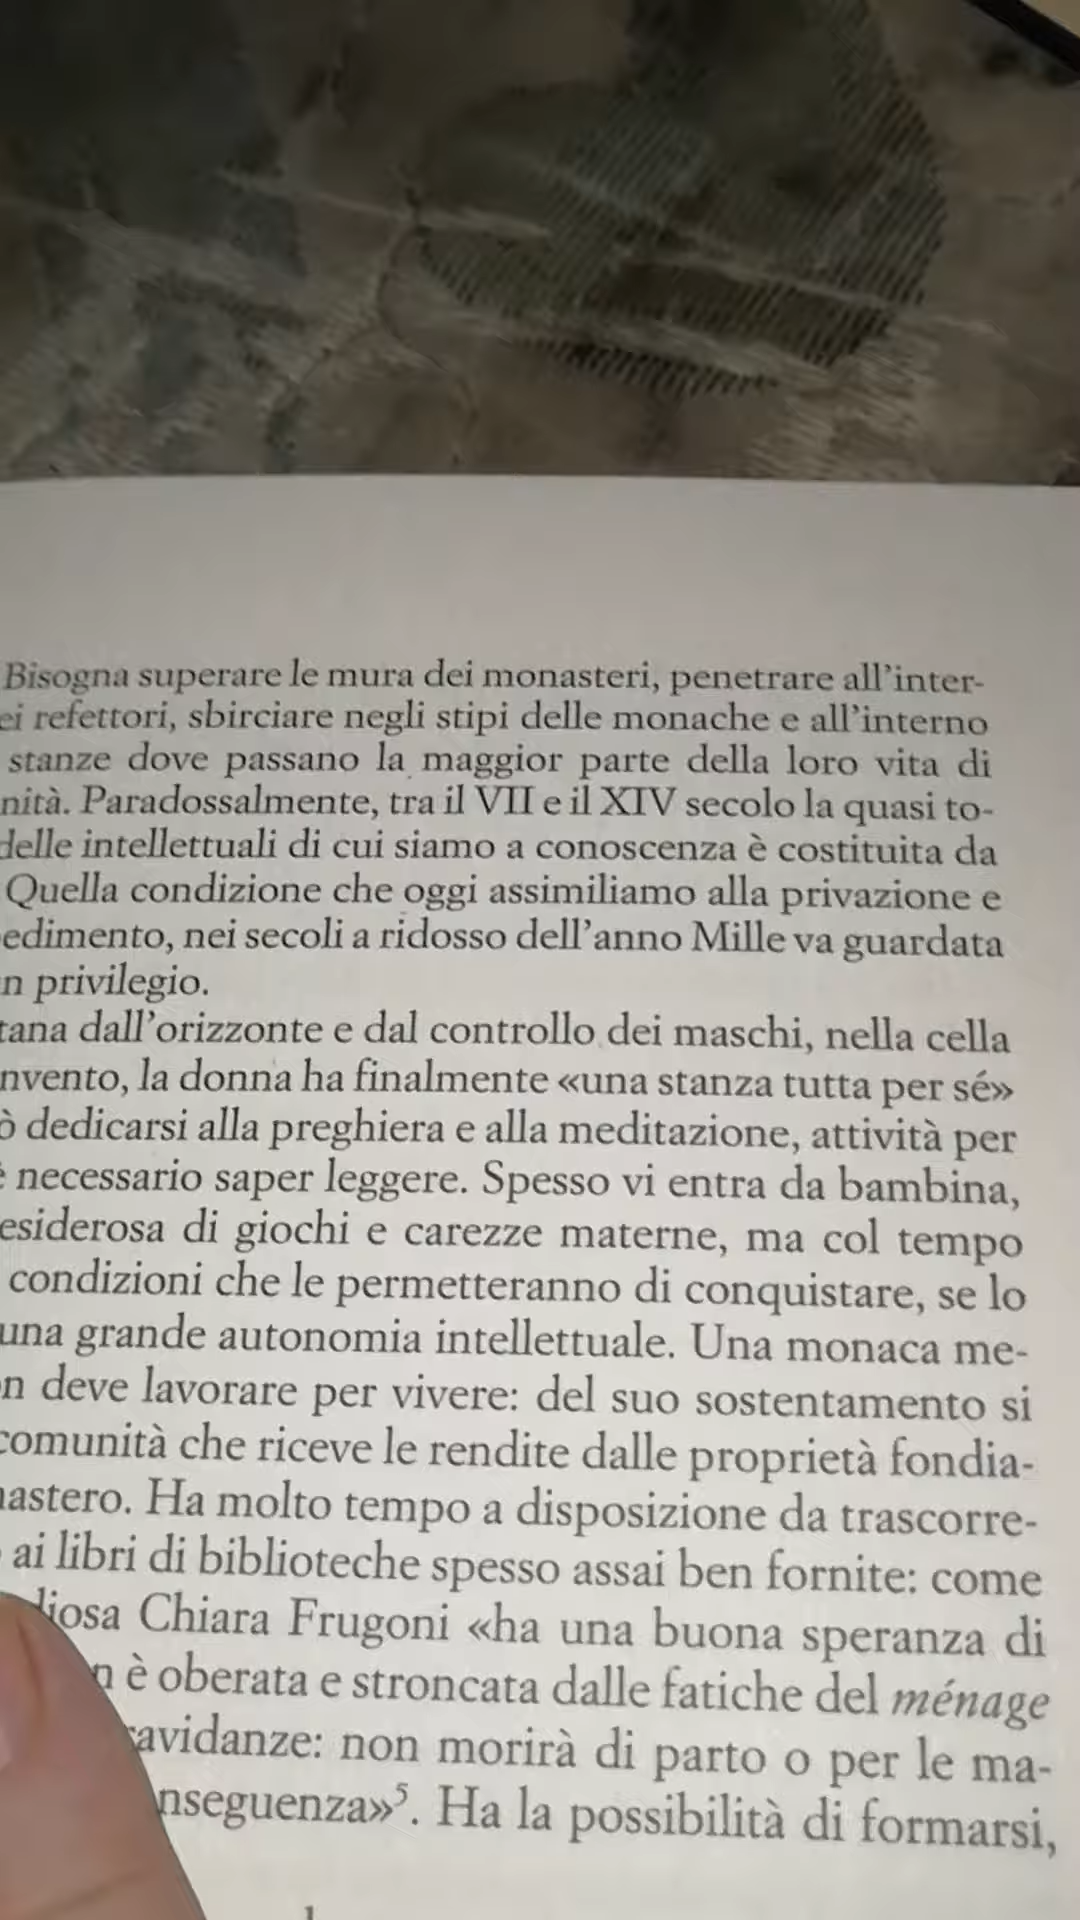 Bisogna superare le mura dei monasteri, penetrare all'inter-
ei refettori, sbirciare negli stipi delle monache e all'interno
stanze dove passano la maggior parte della loro vita di
nità. Paradossalmente, tra il VII e il XIV secolo la quasi to-
delle intellettuali di cui siamo a conoscenza è costituita da
Quella condizione che oggi assimiliamo alla privazione e
edimento, nei secoli a ridosso dell'anno Mille va guardata
n privilegio.
tana dall'orizzonte e dal controllo dei maschi, nella cella
nvento, la donna ha finalmente «una stanza tutta per sé»
ò dedicarsi alla preghiera e alla meditazione, attività per
è necessario saper leggere. Spesso vi entra da bambina,
esiderosa di giochi e carezze materne, ma col tempo
condizioni che le permetteranno di conquistare, se lo
una grande autonomia intellettuale. Una monaca me-
n deve lavorare per vivere: del suo sostentamento si
comunità che riceve le rendite dalle proprietà fondia-
nastero. Ha molto tempo a disposizione da trascorre-
ai libri di biblioteche spesso assai ben fornite: come
diosa Chiara Frugoni «ha una buona speranza di
n è oberata e stroncata dalle fatiche del ménage
ravidanze: non morirà di parto o per le ma-
nseguenza»⁵. Ha la possibilità di formarsi,